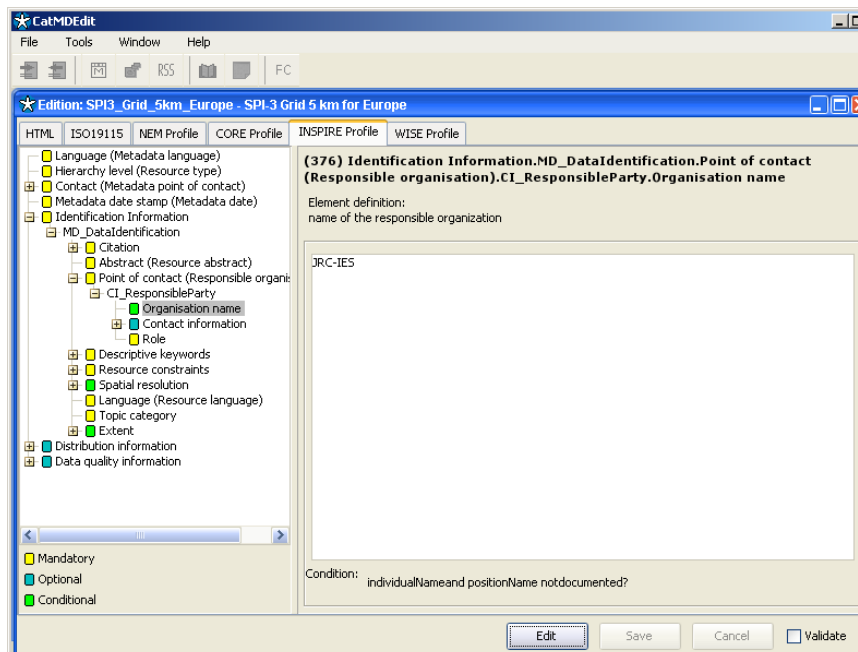 CatMDEdit
File Tools Window Help
RSS FC
Edition: SPI3_Grid_5km_Europe - SPI-3 Grid 5 km for Europe
HTML ISO19115 NEM Profile CORE Profile INSPIRE Profile WISE Profile
Language (Metadata language)
Hierarchy level (Resource type)
Contact (Metadata point of contact)
Metadata date stamp (Metadata date)
Identification Information
MD_DataIdentification
Citation
Abstract (Resource abstract)
Point of contact (Responsible organis
CI_ResponsibleParty
Organisation name
Contact information
Role
Descriptive keywords
Resource constraints
Spatial resolution
Language (Resource language)
Topic category
Extent
Distribution information
Data quality information
Mandatory
Optional
Conditional
(376) Identification Information.MD_DataIdentification.Point of contact
(Responsible organisation).CI_ResponsibleParty.Organisation name
Element definition:
name of the responsible organization
JRC-IES
Condition: individualNameand positionName notdocumented?
Edit Save Cancel Validate